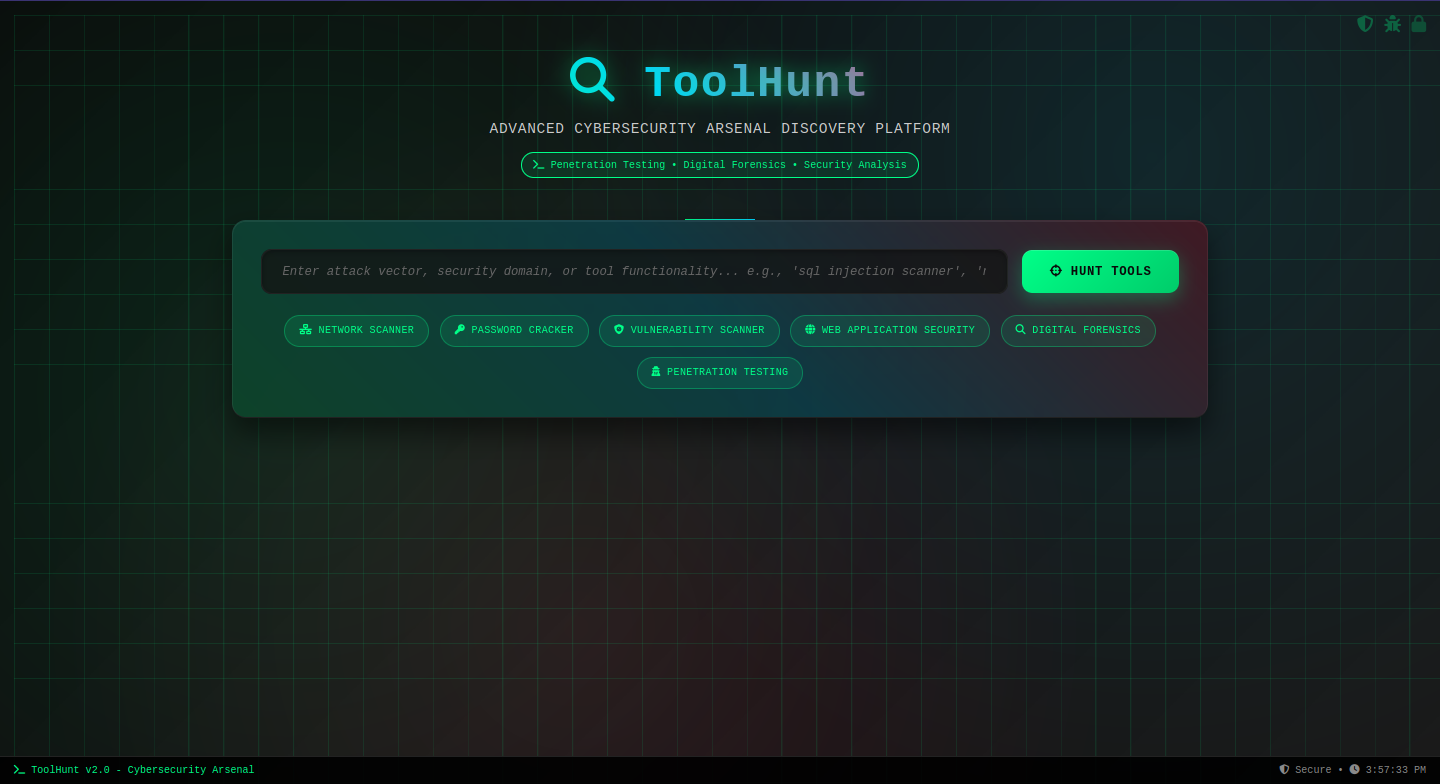 ToolHunt
ADVANCED CYBERSECURITY ARSENAL DISCOVERY PLATFORM
Penetration Testing • Digital Forensics • Security Analysis
Enter attack vector, security domain, or tool functionality... e.g., 'sql injection scanner',
HUNT TOOLS
NETWORK SCANNER
PASSWORD CRACKER
VULNERABILITY SCANNER
WEB APPLICATION SECURITY
DIGITAL FORENSICS
PENETRATION TESTING
ToolHunt v2.0 - Cybersecurity Arsenal
Secure • 3:57:33 PM